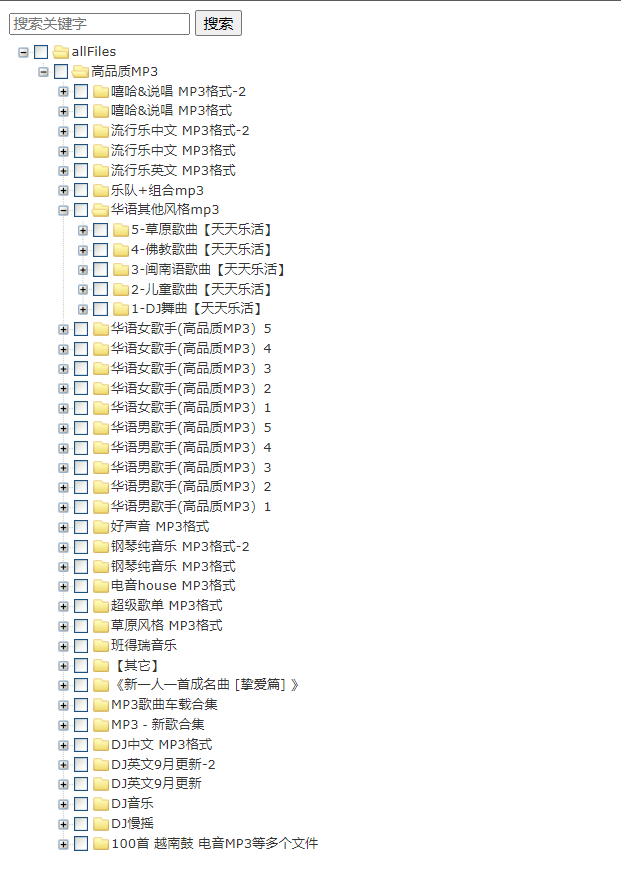 搜索关键字 搜索
allFiles
高品质MP3
嘻哈&说唱 MP3格式-2
嘻哈&说唱 MP3格式
流行乐中文 MP3格式-2
流行乐中文 MP3格式
流行乐英文 MP3格式
乐队+组合mp3
华语其他风格mp3
5-草原歌曲【天天乐活】
4-佛教歌曲【天天乐活】
3-闽南语歌曲【天天乐活】
2-儿童歌曲【天天乐活】
1-DJ舞曲【天天乐活】
华语女歌手(高品质MP3）5
华语女歌手(高品质MP3）4
华语女歌手(高品质MP3）3
华语女歌手(高品质MP3）2
华语女歌手(高品质MP3）1
华语男歌手(高品质MP3）5
华语男歌手(高品质MP3）4
华语男歌手(高品质MP3）3
华语男歌手(高品质MP3）2
华语男歌手(高品质MP3）1
好声音 MP3格式
钢琴纯音乐 MP3格式-2
钢琴纯音乐 MP3格式
电音house MP3格式
超级歌单 MP3格式
草原风格 MP3格式
班得瑞音乐
【其它】
《新一人一首成名曲 [挚爱篇] 》
MP3歌曲车载合集
MP3 - 新歌合集
DJ中文 MP3格式
DJ英文9月更新-2
DJ英文9月更新
DJ音乐
DJ慢摇
100首 越南鼓 电音MP3等多个文件